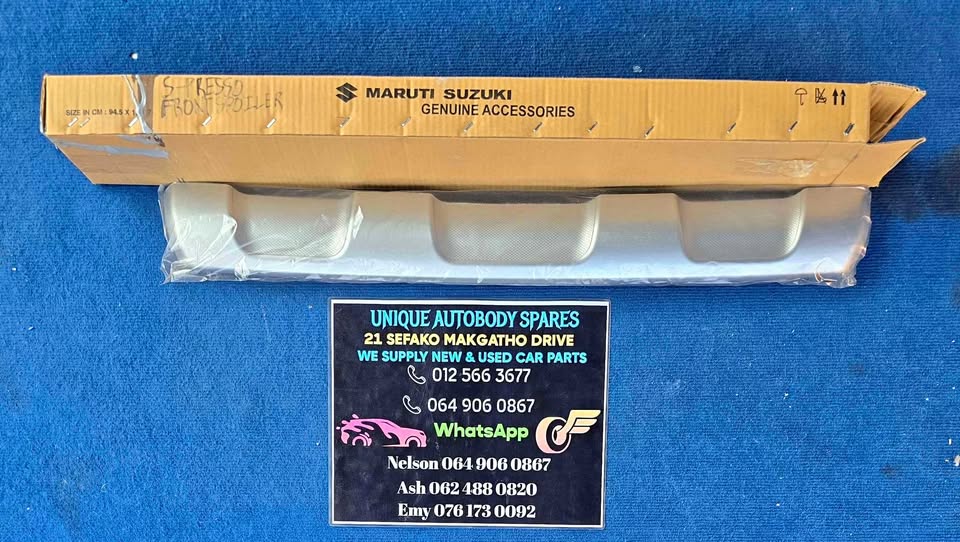 S-PRESSO
FRONT SPOILER
MARUTI SUZUKI
GENUINE ACCESSORIES
SIZE IN CM : 94.5 X
UNIQUE AUTOBODY SPARES
21 SEFAKO MAKGATHO DRIVE
WE SUPPLY NEW & USED CAR PARTS
012 566 3677
064 906 0867
WhatsApp
Nelson 064 906 0867
Ash 062 488 0820
Emy 076 173 0092